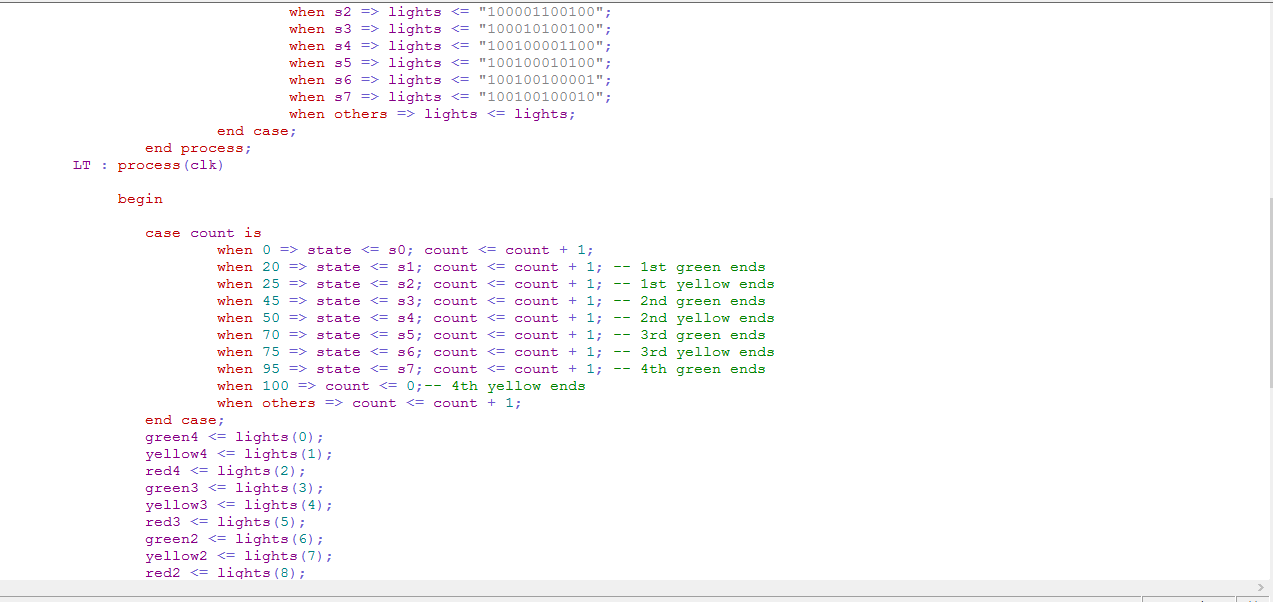 when s2 => lights <= "100001100100";
when s3 => lights <= "100010100100";
when s4 => lights <= "100100001100";
when s5 => lights <= "100100010100";
when s6 => lights <= "100100100001";
when s7 => lights <= "100100100010";
when others => lights <= lights;
end case;
end process;
LT : process(clk)
begin
case count is
when 0 => state <= s0; count <= count + 1;
when 20 => state <= s1; count <= count + 1; -- 1st green ends
when 25 => state <= s2; count <= count + 1; -- 1st yellow ends
when 45 => state <= s3; count <= count + 1; -- 2nd green ends
when 50 => state <= s4; count <= count + 1; -- 2nd yellow ends
when 70 => state <= s5; count <= count + 1; -- 3rd green ends
when 75 => state <= s6; count <= count + 1; -- 3rd yellow ends
when 95 => state <= s7; count <= count + 1; -- 4th green ends
when 100 => count <= 0;-- 4th yellow ends
when others => count <= count + 1;
end case;
green4 <= lights(0);
yellow4 <= lights(1);
red4 <= lights(2);
green3 <= lights(3);
yellow3 <= lights(4);
red3 <= lights(5);
green2 <= lights(6);
yellow2 <= lights(7);
red2 <= lights(8);